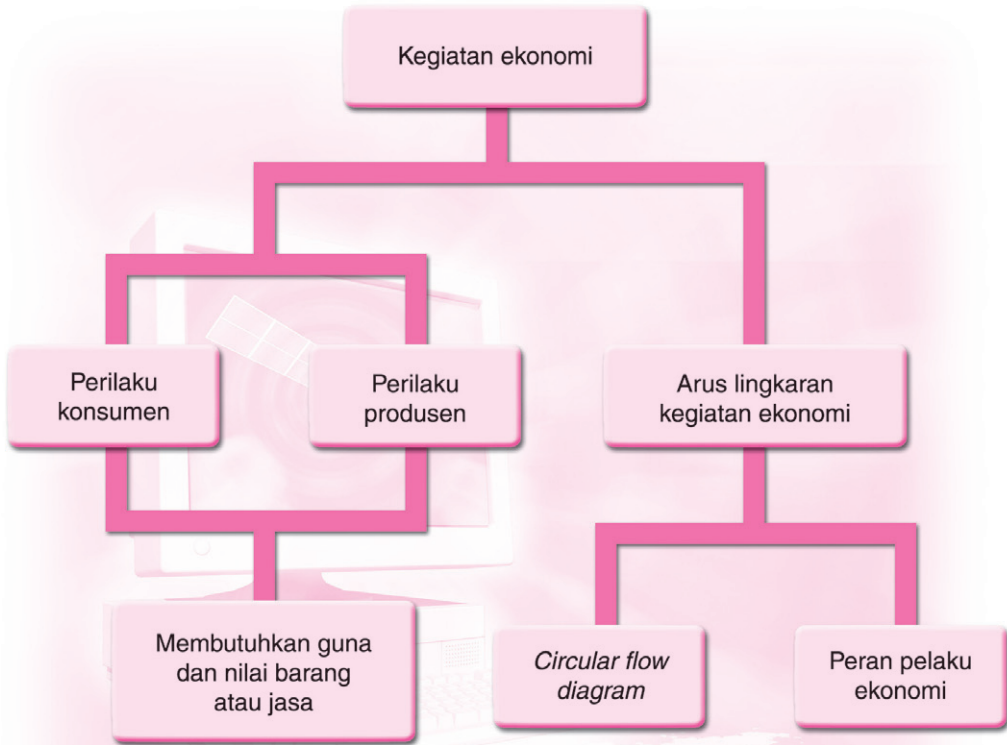 Kegiatan ekonomi
Perilaku
konsumen
Perilaku
produsen
Arus lingkaran
kegiatan ekonomi
Membutuhkan guna
dan nilai barang
atau jasa
Circular flow
diagram
Peran pelaku
ekonomi